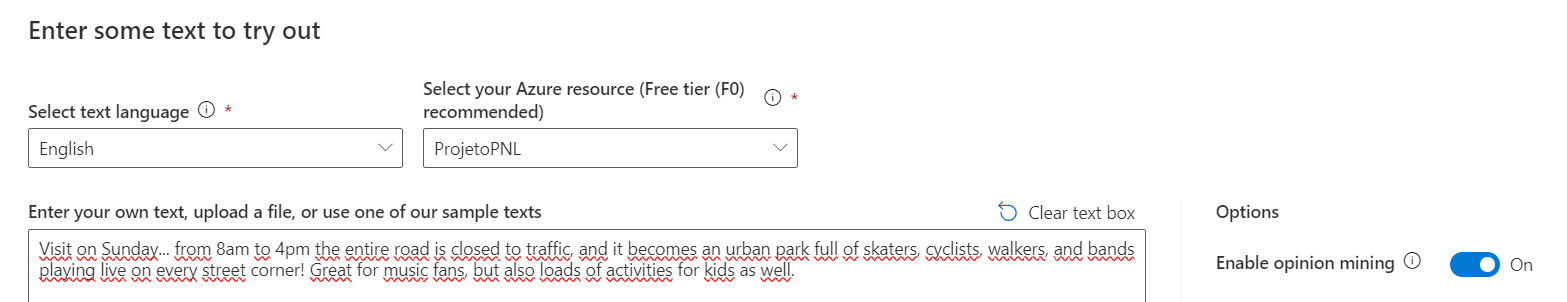 Enter some text to try out
Select your Azure resource (Free tier (F0)
Select text language * recommended) *
English ProjetoPNL
Enter your own text, upload a file, or use one of our sample texts Clear text box Options
Visit on Sunday... from 8am to 4pm the entire road is closed to traffic, and it becomes an urban park full of skaters, cyclists, walkers, and bands
playing live on every street corner! Great for music fans, but also loads of activities for kids as well.
Enable opinion mining On